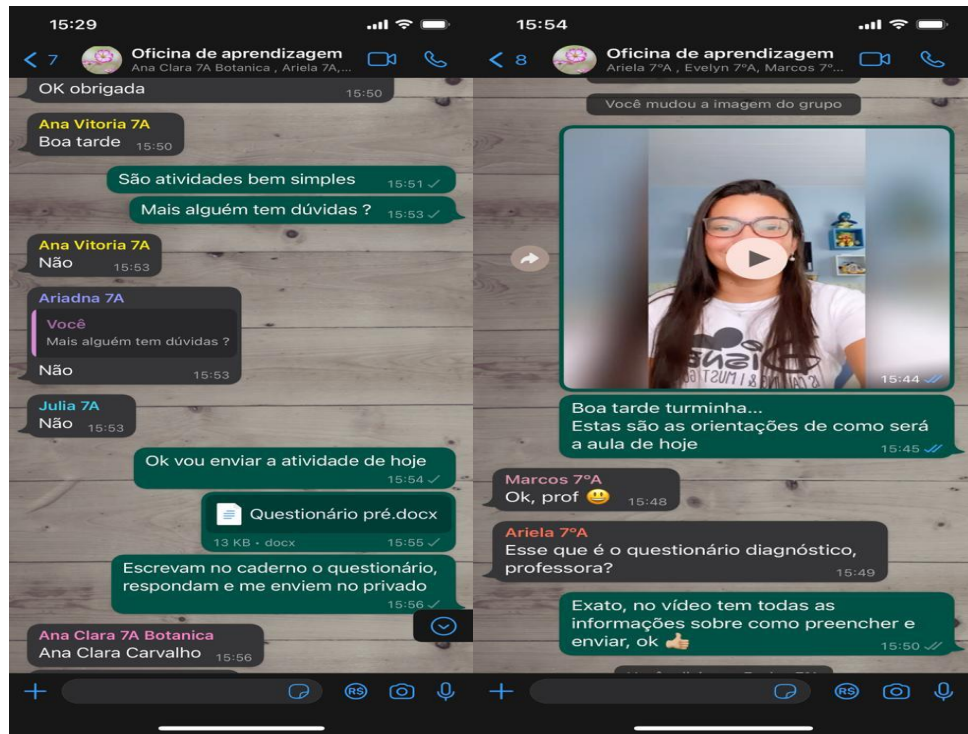 15:29
7
Oficina de aprendizagem
Ana Clara 7A Botanica , Ariela 7A,...
OK obrigada
15:50
Ana Vitoria 7A
Boa tarde 15:50
São atividades bem simples 15:51
Mais alguém tem dúvidas ? 15:53
Ana Vitoria 7A
Não 15:53
Ariadna 7A
Você
Mais alguém tem dúvidas ?
Não 15:53
Julia 7A
Não 15:53
Ok vou enviar a atividade de hoje
15:54
Questionário pré.docx
13 KB • docx 15:55
Escrevam no caderno o questionário,
respondam e me enviem no privado
15:56
Ana Clara 7A Botanica
Ana Clara Carvalho 15:56
RS
15:54
8
Oficina de aprendizagem
Ariela 7ºA , Evelyn 7ºA, Marcos 7º...
Você mudou a imagem do grupo
15:44
Boa tarde turminha...
Estas são as orientações de como será
a aula de hoje
15:45
Marcos 7ºA
Ok, prof 😃 15:48
Ariela 7ºA
Esse que é o questionário diagnóstico,
professora?
15:49
Exato, no vídeo tem todas as
informações sobre como preencher e
enviar, ok 👍🏼
15:50
RS